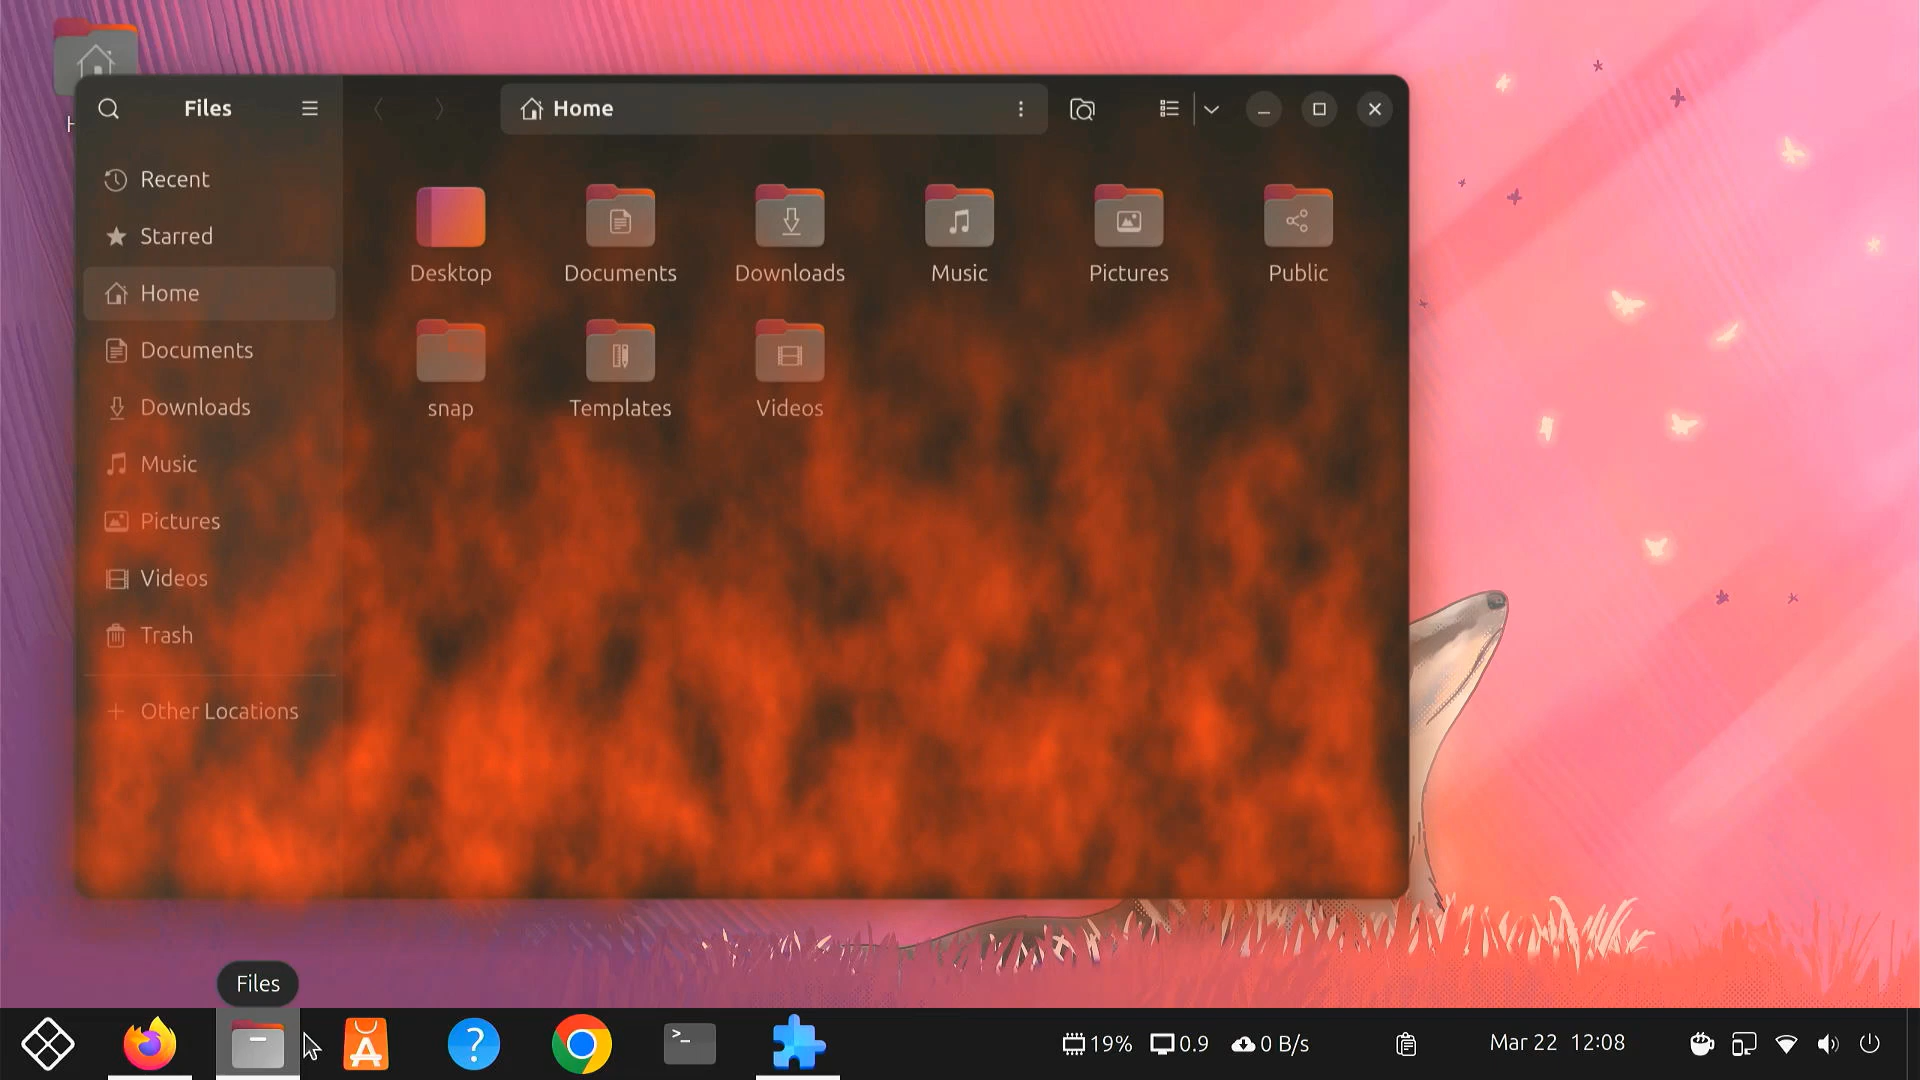 Files
Home
Recent
Starred
Home
Documents
Downloads
Music
Pictures
Videos
Trash
Other Locations
Desktop
Documents
Downloads
Music
Pictures
Public
snap
Templates
Videos
Files
19%
0.9
0 B/s
Mar 22 12:08